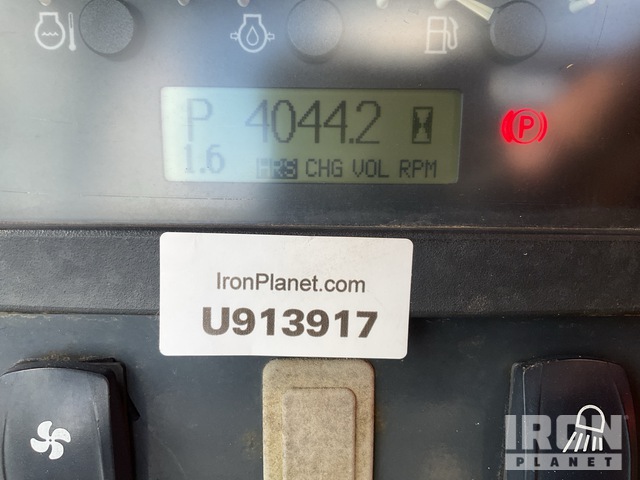 P 4044.2
1.6 HRS CHG VOL RPM
P
IronPlanet.com
U913917
IRON
PLANET